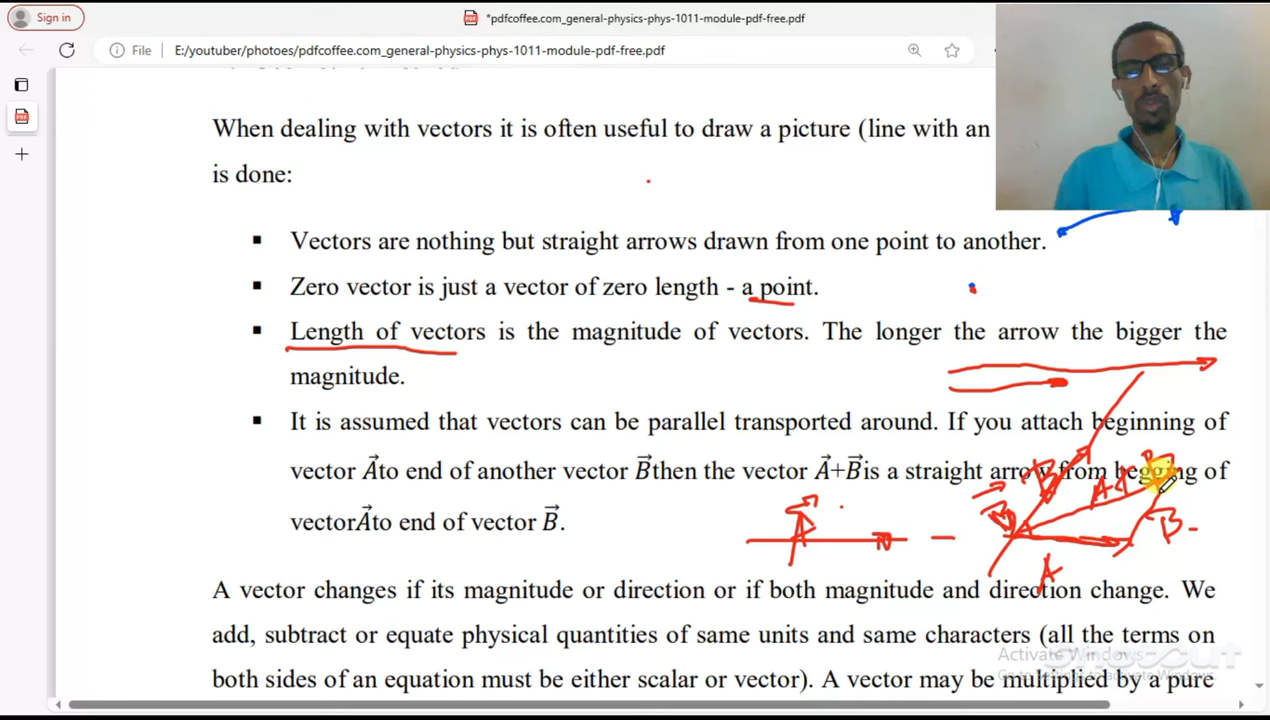 Sign in
*pdfcoffee.com_general-physics-phys-1011-module-pdf-free.pdf
File
E:/youtuber/photoes/pdfcoffee.com_general-physics-phys-1011-module-pdf-free.pdf
When dealing with vectors it is often useful to draw a picture (line with an
is done:
▪ Vectors are nothing but straight arrows drawn from one point to another.
▪ Zero vector is just a vector of zero length - a point.
▪ Length of vectors is the magnitude of vectors. The longer the arrow the bigger the
magnitude.
▪ It is assumed that vectors can be parallel transported around. If you attach beginning of
vector A⃗to end of another vector B⃗then the vector A⃗+B⃗is a straight arrow from begging of
vectorA⃗to end of vector B⃗.
A
B
A+B
B
A
A vector changes if its magnitude or direction or if both magnitude and direction change. We
add, subtract or equate physical quantities of same units and same characters (all the terms on
Activate Windows
both sides of an equation must be either scalar or vector). A vector may be multiplied by a pure